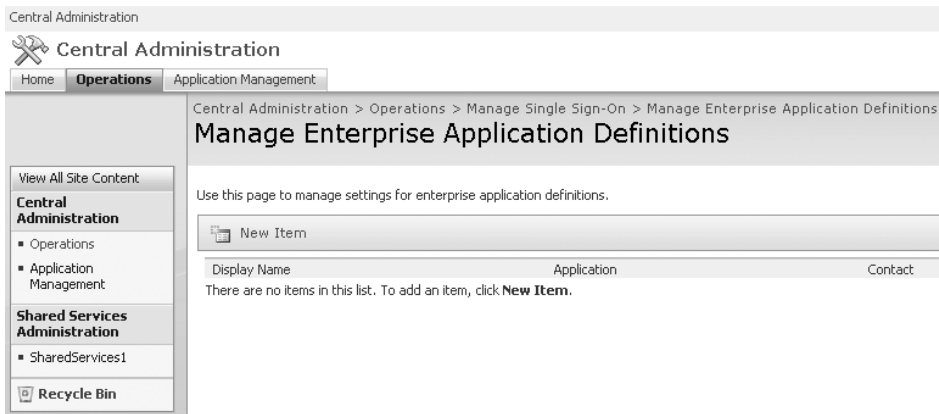 Central Administration
Central Administration
Home Operations Application Management
Central Administration > Operations > Manage Single Sign-On > Manage Enterprise Application Definitions
Manage Enterprise Application Definitions
View All Site Content
Central
Administration
Operations
Application
Management
Shared Services
Administration
SharedServices1
Recycle Bin
Use this page to manage settings for enterprise application definitions.
New Item
Display Name Application Contact
There are no items in this list. To add an item, click New Item.